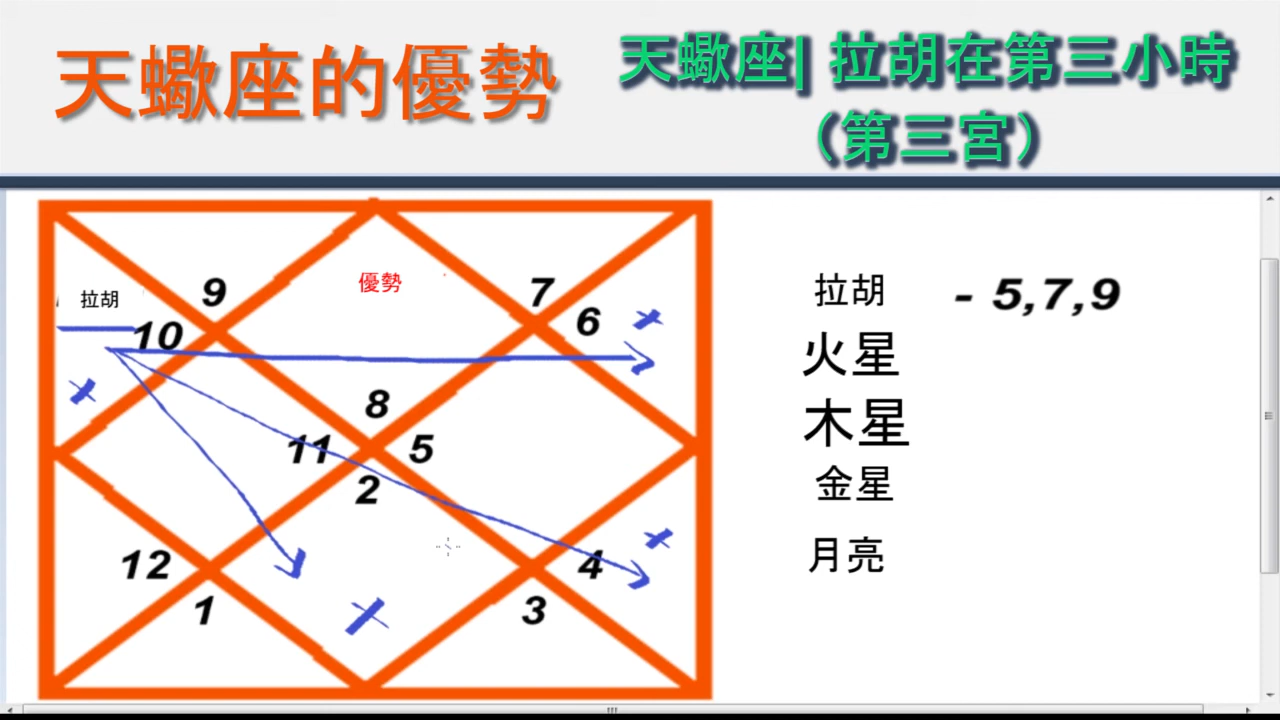 天蠍座的優勢
天蠍座| 拉胡在第三小時
（第三宮）
優勢
拉胡
9
7
10
6
8
11
5
2
12
4
1
3
拉胡 - 5,7,9
火星
木星
金星
月亮